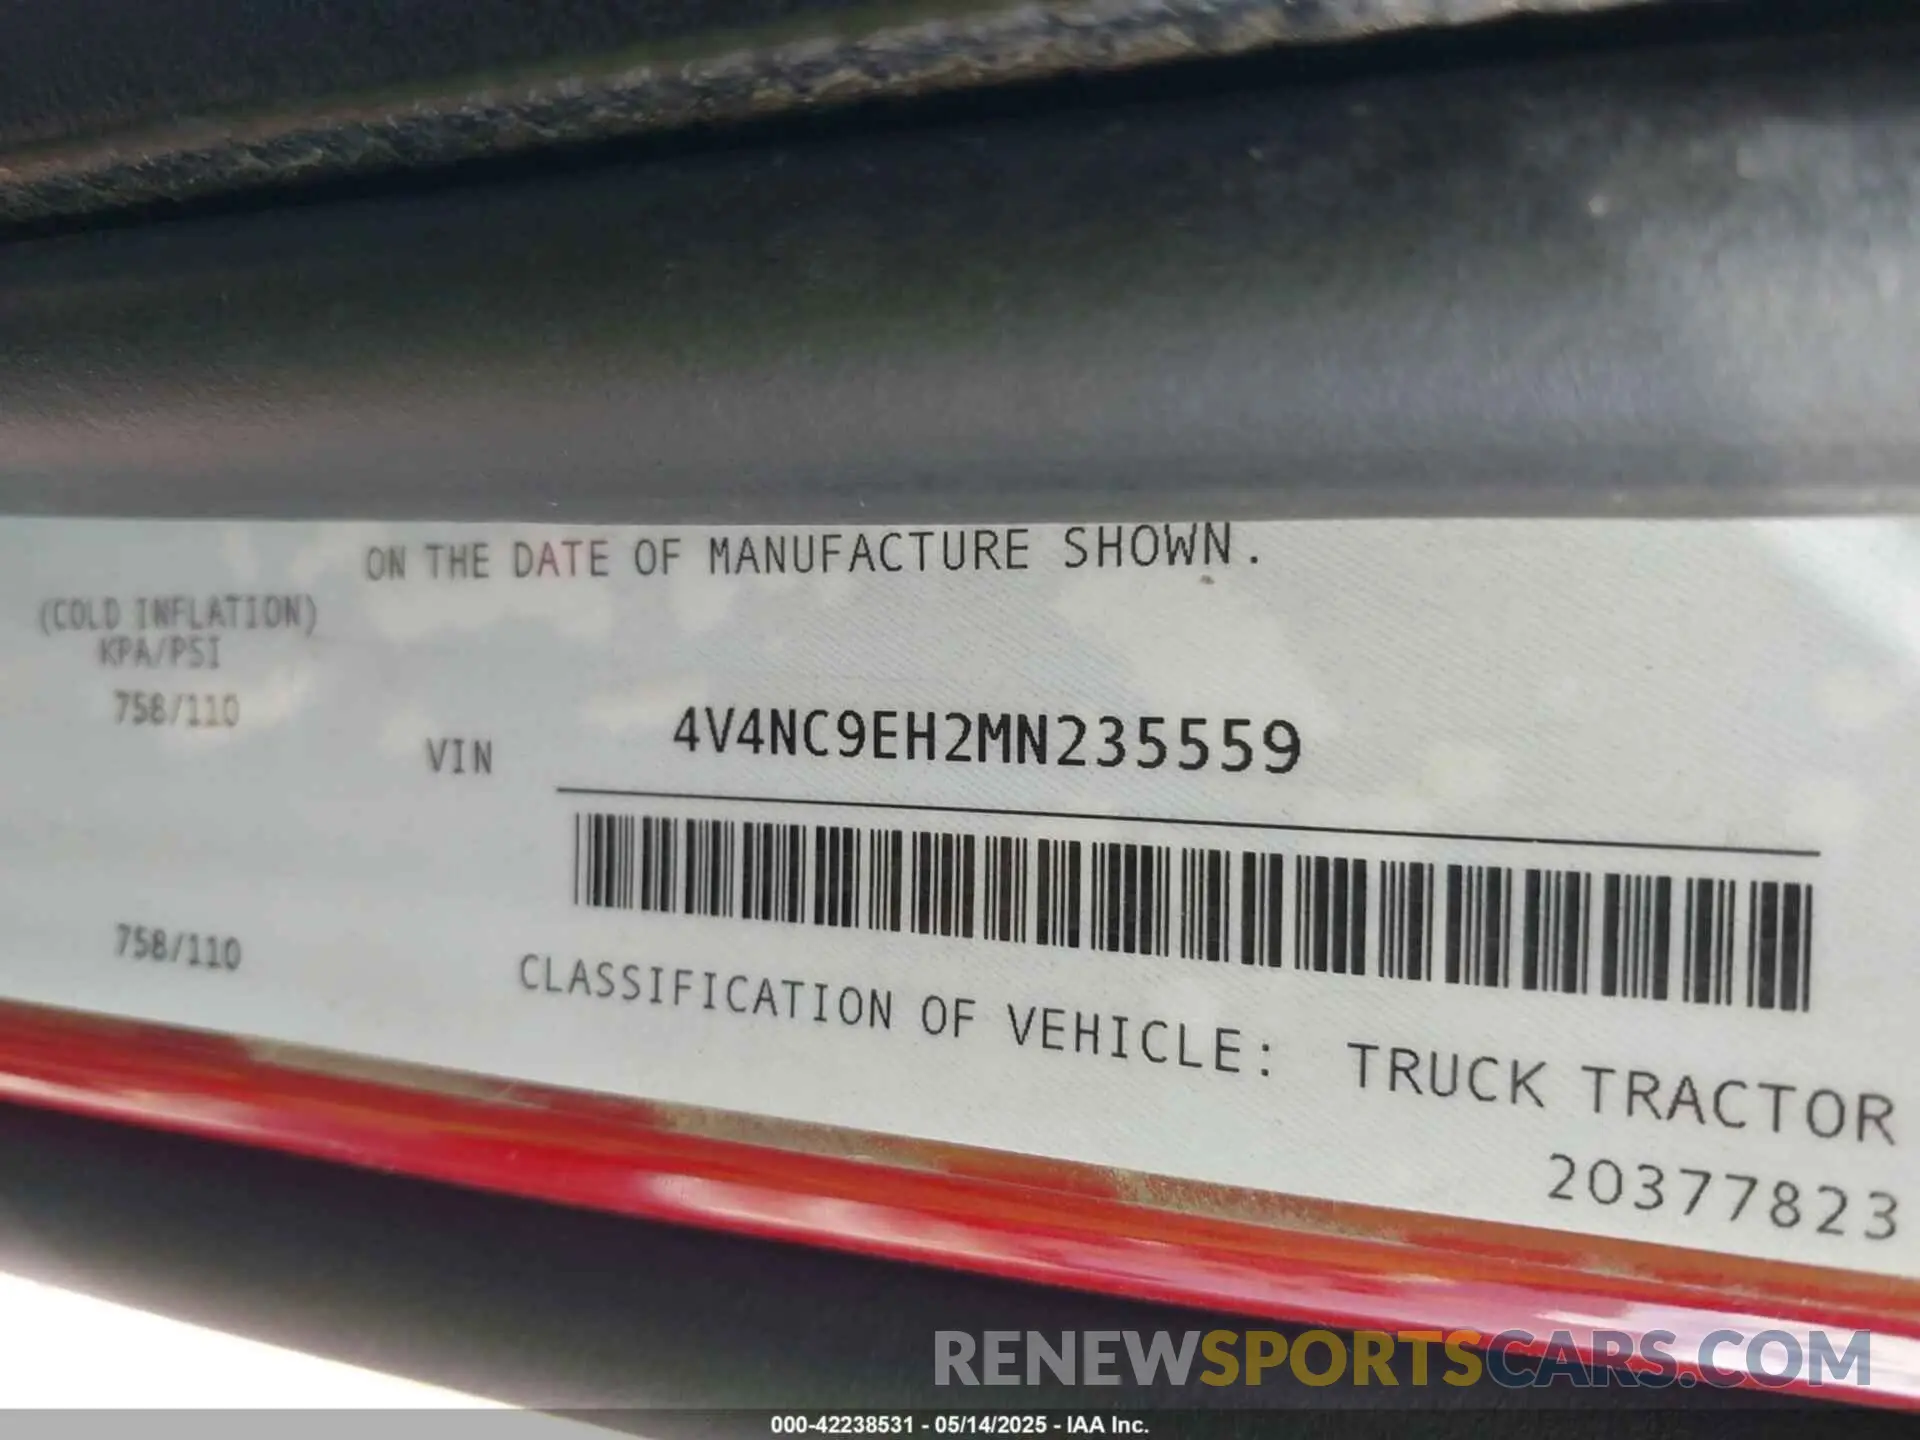 ON THE DATE OF MANUFACTURE SHOWN.
(COLD INFLATION)
KPA/PSI
758/110
VIN 4V4NC9EH2MN235559
758/110
CLASSIFICATION OF VEHICLE: TRUCK TRACTOR
20377823
RENEWSPORTSCARS.COM
000-42238531 - 05/14/2025 - IAA Inc.